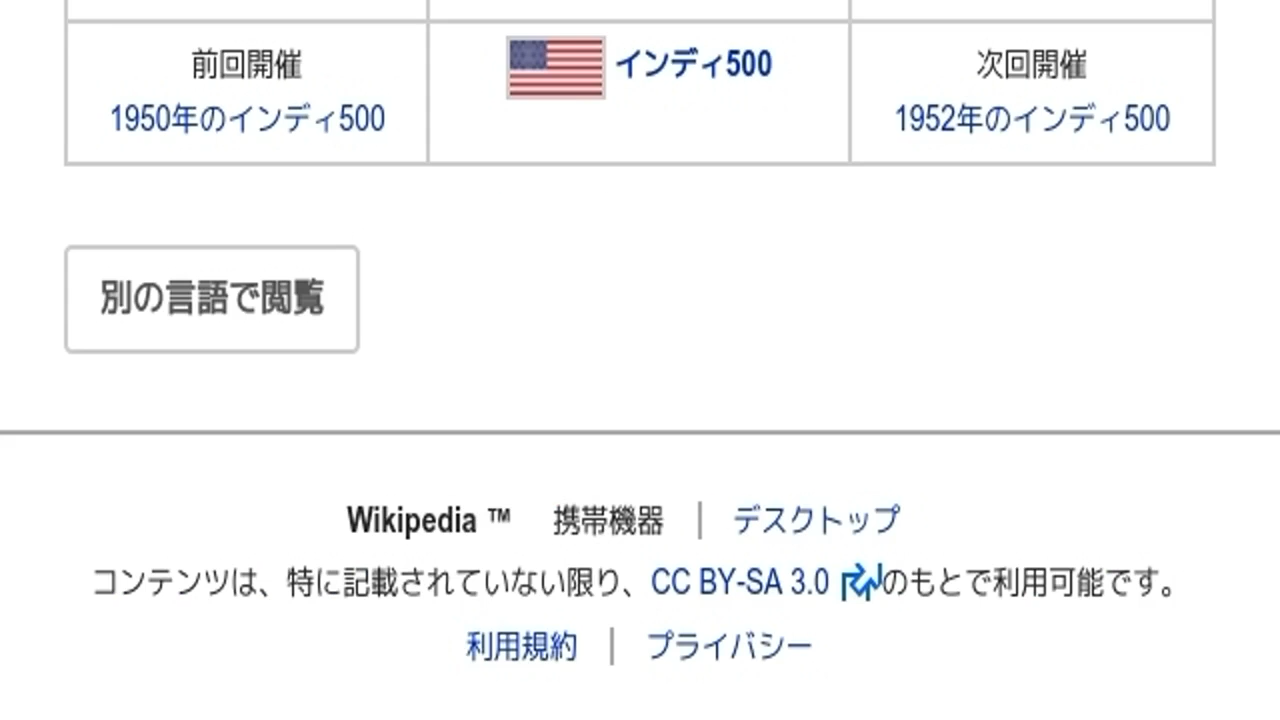 前回開催
1950年のインディ500
インディ500
次回開催
1952年のインディ500
別の言語で閲覧
Wikipedia ™ 携帯機器 | デスクトップ
コンテンツは、特に記載されていない限り、CC BY-SA 3.0 のもとで利用可能です。
利用規約 | プライバシー